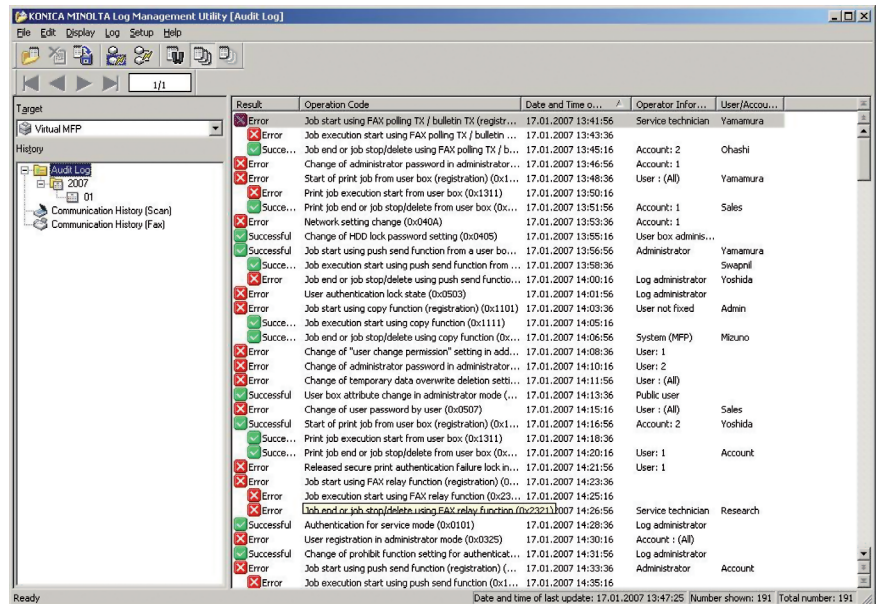 KONICA MINOLTA Log Management Utility [Audit Log]
File Edit Display Log Setup Help
1/1
Target
Virtual MFP
History
Audit Log
2007
01
Communication History (Scan)
Communication History (Fax)
Result Operation Code Date and Time o... Operator Infor... User/Accou...
Error Job start using FAX polling TX / bulletin TX (registr... 17.01.2007 13:41:56 Service technician Yamamura
Error Job execution start using FAX polling TX / bulletin ... 17.01.2007 13:43:36
Succe... Job end or job stop/delete using FAX polling TX / b... 17.01.2007 13:45:16 Account: 2 Ohashi
Error Change of administrator password in administrator... 17.01.2007 13:46:56 Account: 1
Error Start of print job from user box (registration) (0x1... 17.01.2007 13:48:36 User : (All) Yamamura
Error Print job execution start from user box (0x1311) 17.01.2007 13:50:16
Succe... Print job end or job stop/delete from user box (0x... 17.01.2007 13:51:56 Account: 1 Sales
Error Network setting change (0x040A) 17.01.2007 13:53:36 Account: 1
Successful Change of HDD lock password setting (0x0405) 17.01.2007 13:55:16 User box adminis...
Successful Job start using push send function from a user bo... 17.01.2007 13:56:56 Administrator Yamamura
Succe... Job execution start using push send function from ... 17.01.2007 13:58:36 Swapnil
Error Job end or job stop/delete using push send functio... 17.01.2007 14:00:16 Log administrator Yoshida
Error User authentication lock state (0x0503) 17.01.2007 14:01:56 Log administrator
Error Job start using copy function (registration) (0x1101) 17.01.2007 14:03:36 User not fixed Admin
Succe... Job execution start using copy function (0x1111) 17.01.2007 14:05:16
Succe... Job end or job stop/delete using copy function (0x... 17.01.2007 14:06:56 System (MFP) Mizuno
Error Change of "user change permission" setting in add... 17.01.2007 14:08:36 User: 1
Error Change of administrator password in administrator... 17.01.2007 14:10:16 User: 2
Error Change of temporary data overwrite deletion setti... 17.01.2007 14:11:56 User : (All)
Successful User box attribute change in administrator mode (... 17.01.2007 14:13:36 Public user
Error Change of user password by user (0x0507) 17.01.2007 14:15:16 User : (All) Sales
Successful Start of print job from user box (registration) (0x1... 17.01.2007 14:16:56 Account: 2 Yoshida
Succe... Print job execution start from user box (0x1311) 17.01.2007 14:18:36
Succe... Print job end or job stop/delete from user box (0x... 17.01.2007 14:20:16 User: 1 Account
Error Released secure print authentication failure lock in... 17.01.2007 14:21:56 User: 1
Error Job start using FAX relay function (registration) (0... 17.01.2007 14:23:36
Error Job execution start using FAX relay function (0x23... 17.01.2007 14:25:16
Error Job end or job stop/delete using FAX relay function (0x2321) 17.01.2007 14:26:56 Service technician Research
Successful Authentication for service mode (0x0101) 17.01.2007 14:28:36 Log administrator
Error User registration in administrator mode (0x0325) 17.01.2007 14:30:16 Account : (All)
Successful Change of prohibit function setting for authenticat... 17.01.2007 14:31:56 Log administrator
Error Job start using push send function (registration) (... 17.01.2007 14:33:36 Administrator Account
Error Job execution start using push send function (0x1... 17.01.2007 14:35:16
Ready Date and time of last update: 17.01.2007 13:47:25 Number shown: 191 Total number: 191